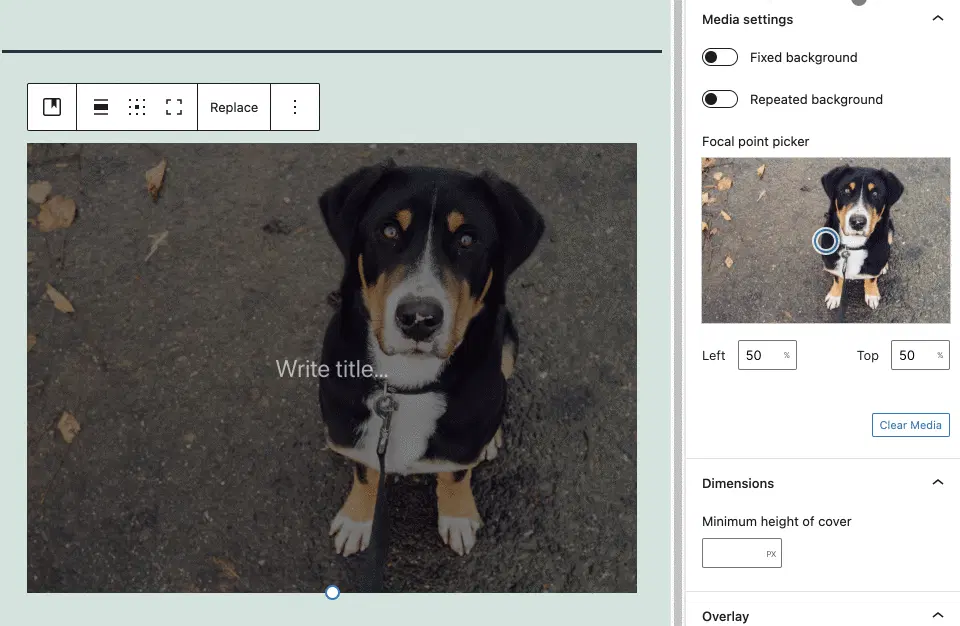 Media settings
Fixed background
Repeated background
Focal point picker
Replace
Write title...
Left 50 % Top 50 %
Clear Media
Dimensions
Minimum height of cover
PX
Overlay